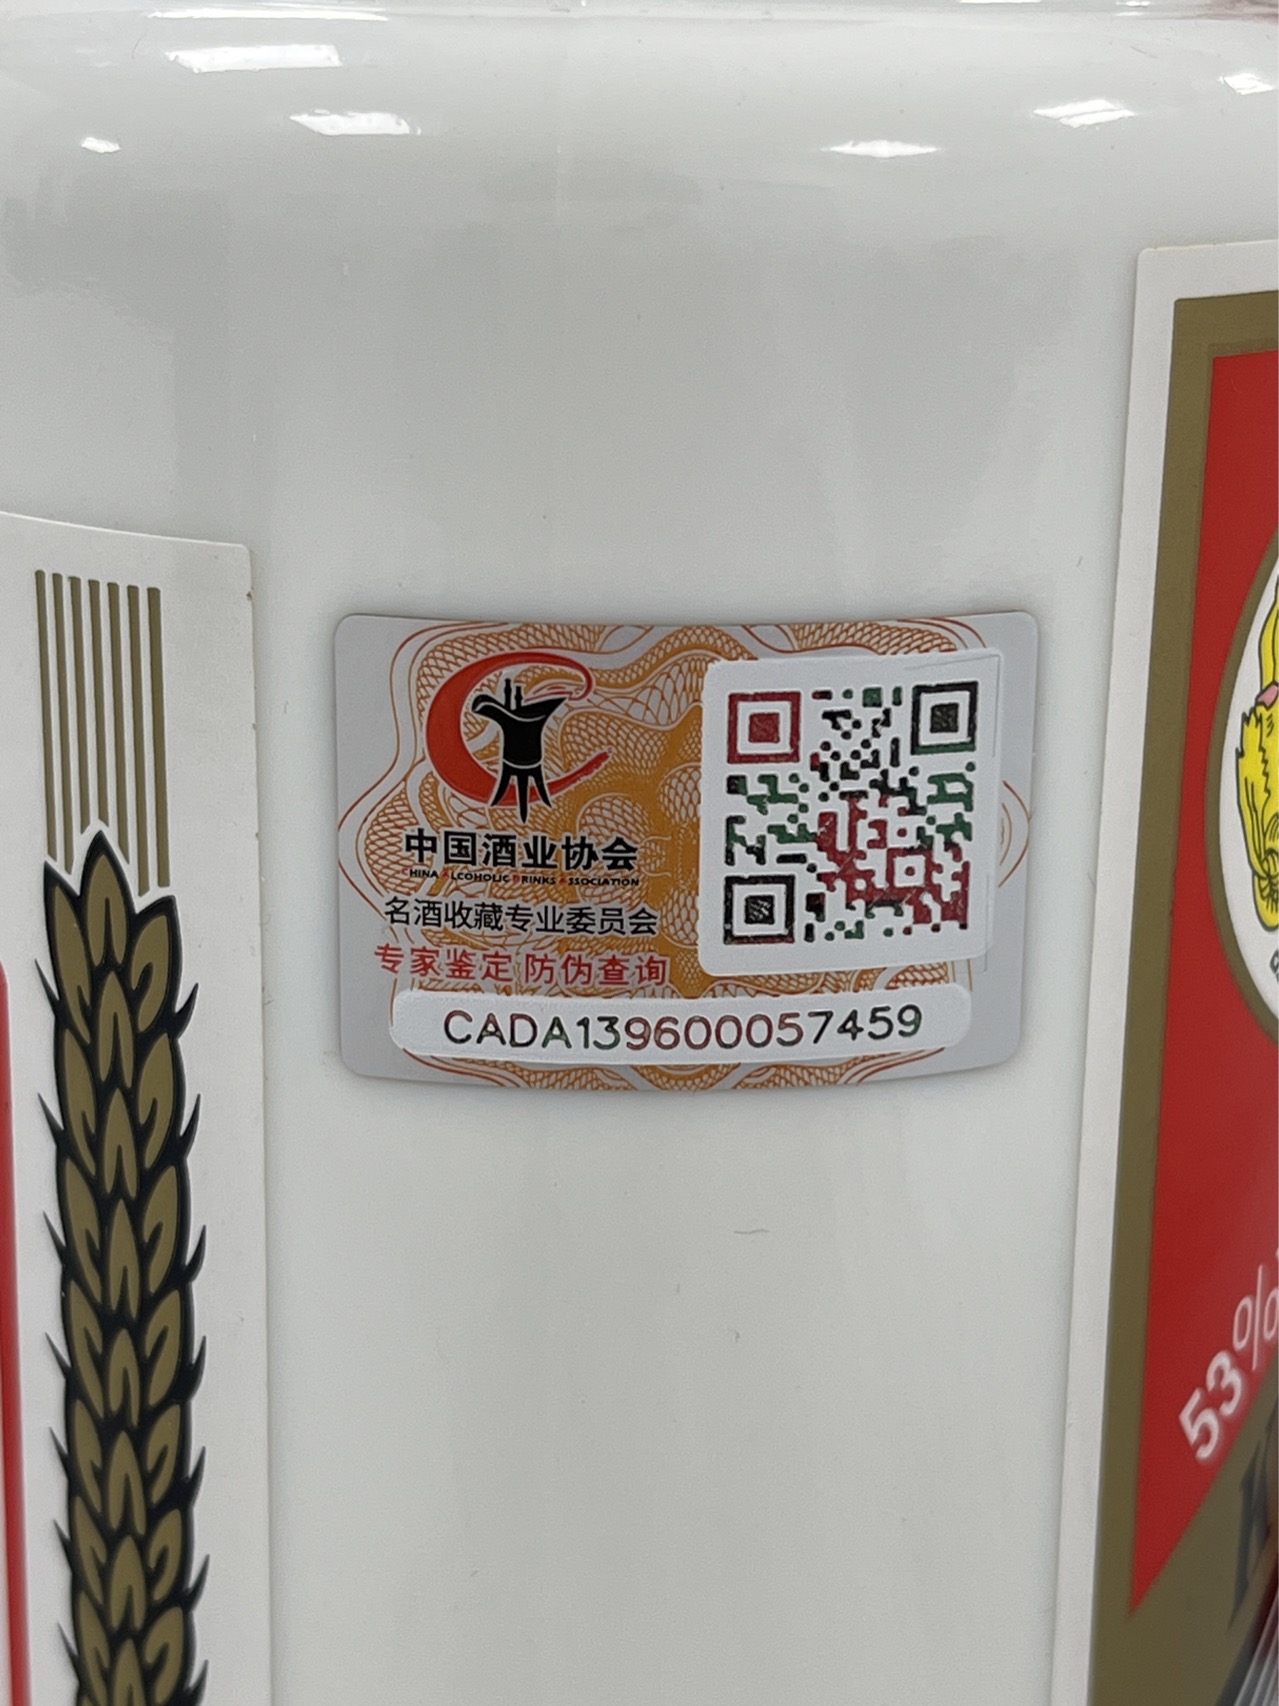 中国酒业协会
CHINA ALCOHOLIC DRINKS ASSOCIATION
名酒收藏专业委员会
专家鉴定 防伪查询
CADA139600057459
53%